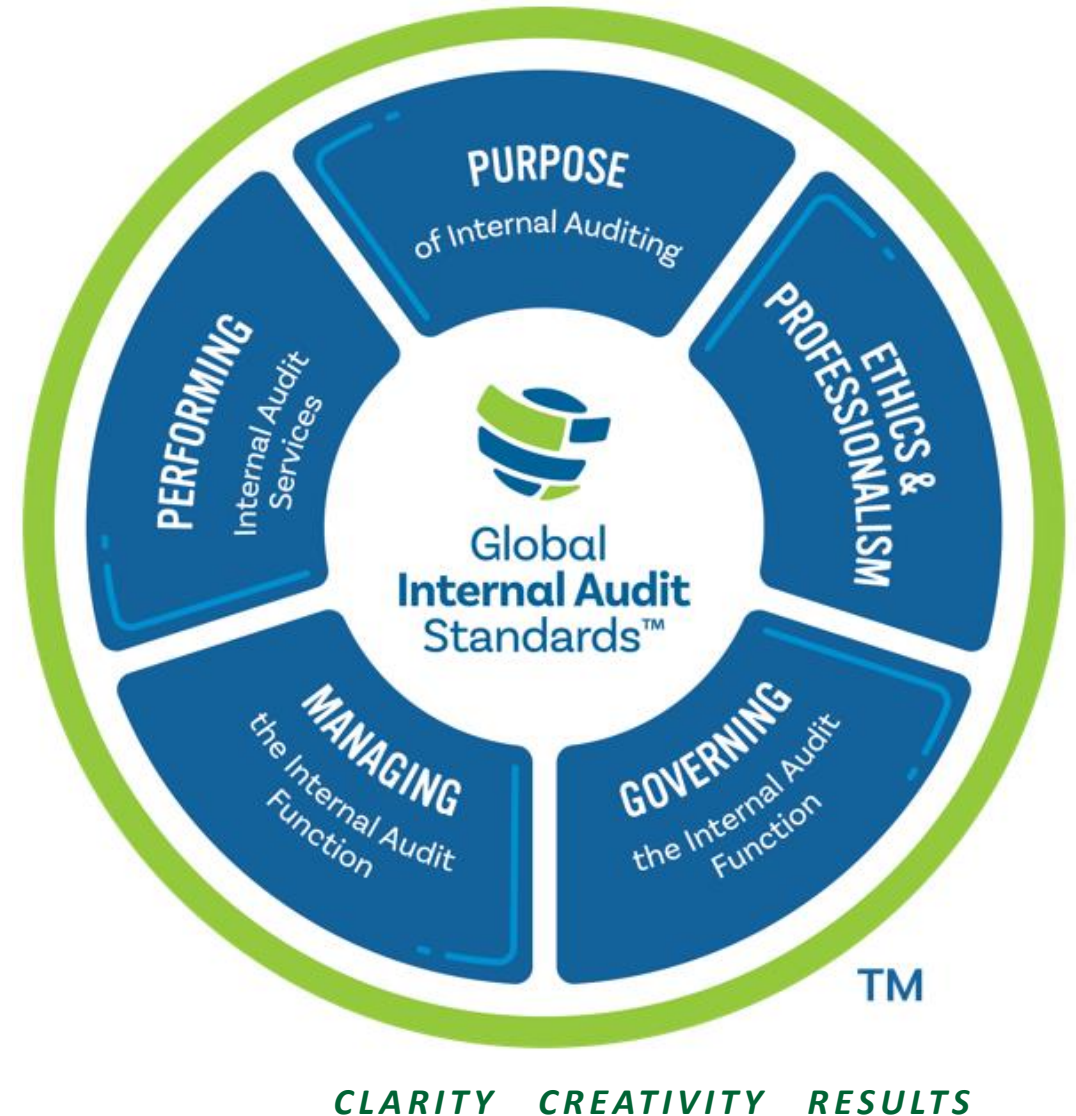 PURPOSE
of Internal Auditing
ETHICS &
PROFESSIONALISM
GOVERNING
the Internal Audit
Function
MANAGING
the Internal Audit
Function
PERFORMING
Internal Audit
Services
Global
Internal Audit
Standards™
TM
CLARITY CREATIVITY RESULTS